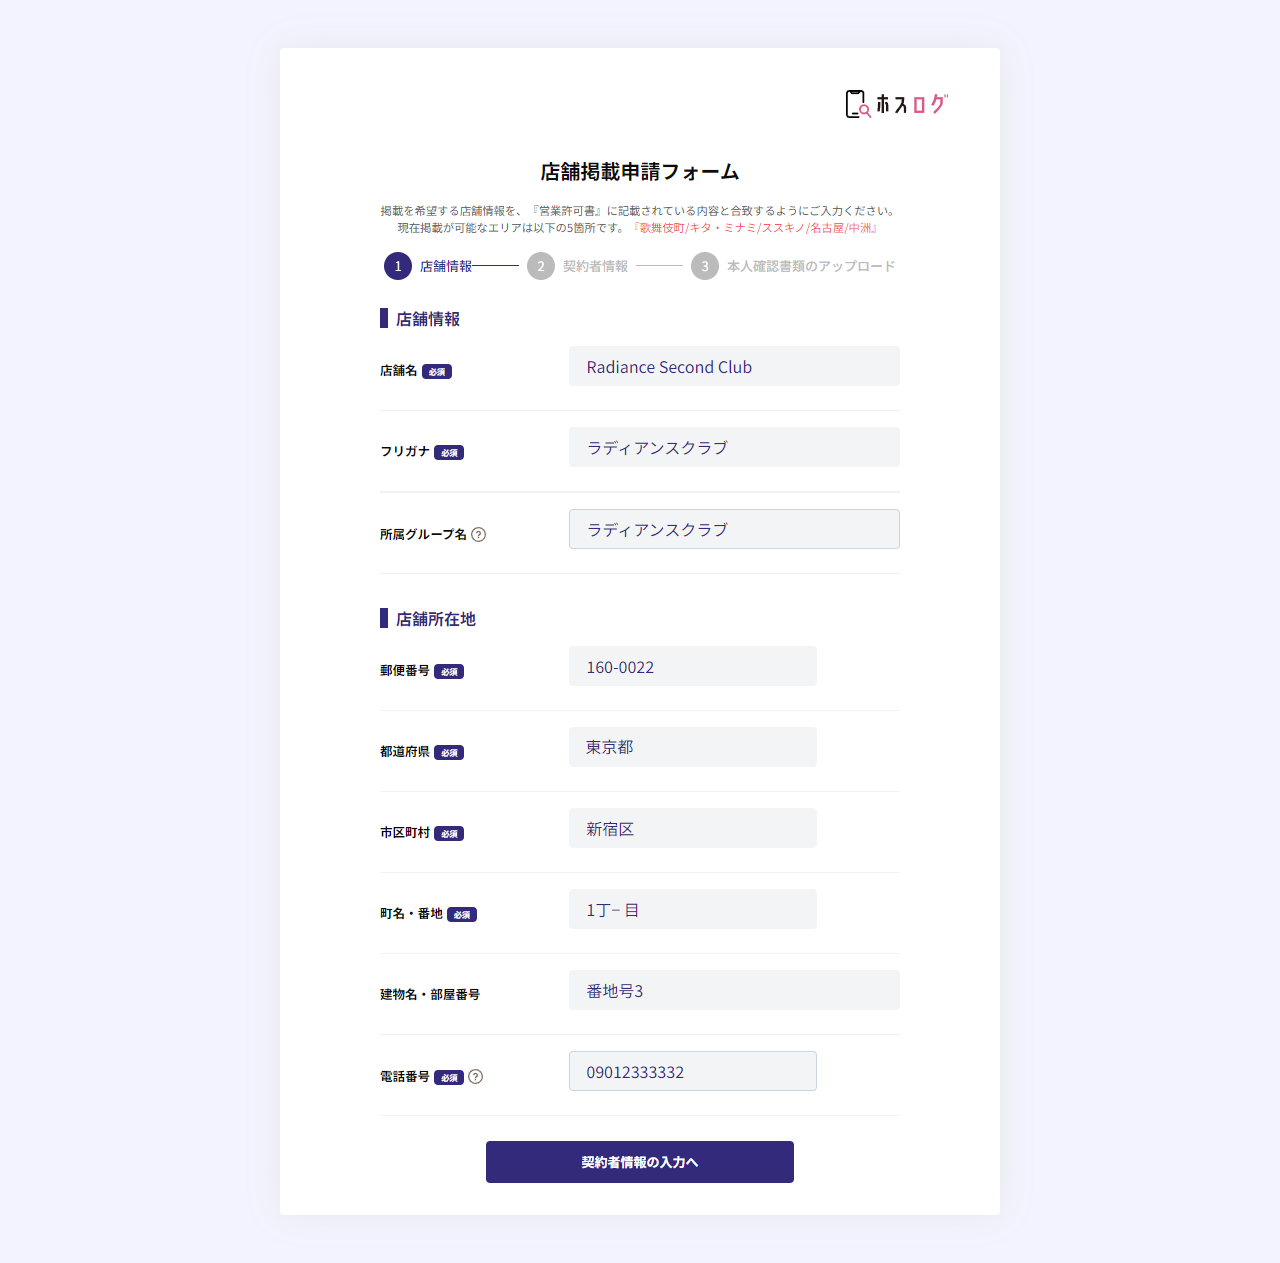 ホスログ
店舗掲載申請フォーム
掲載を希望する店舗情報を、『営業許可書』に記載されている内容と合致するようにご入力ください。
現在掲載が可能なエリアは以下の5箇所です。『歌舞伎町/キタ・ミナミ/ススキノ/名古屋/中洲』
1 店舗情報 2 契約者情報 3 本人確認書類のアップロード
店舗情報
店舗名 必須 Radiance Second Club
フリガナ 必須 ラディアンスクラブ
所属グループ名 ? ラディアンスクラブ
店舗所在地
郵便番号 必須 160-0022
都道府県 必須 東京都
市区町村 必須 新宿区
町名・番地 必須 1丁− 目
建物名・部屋番号 番地号3
電話番号 必須 ? 09012333332
契約者情報の入力へ